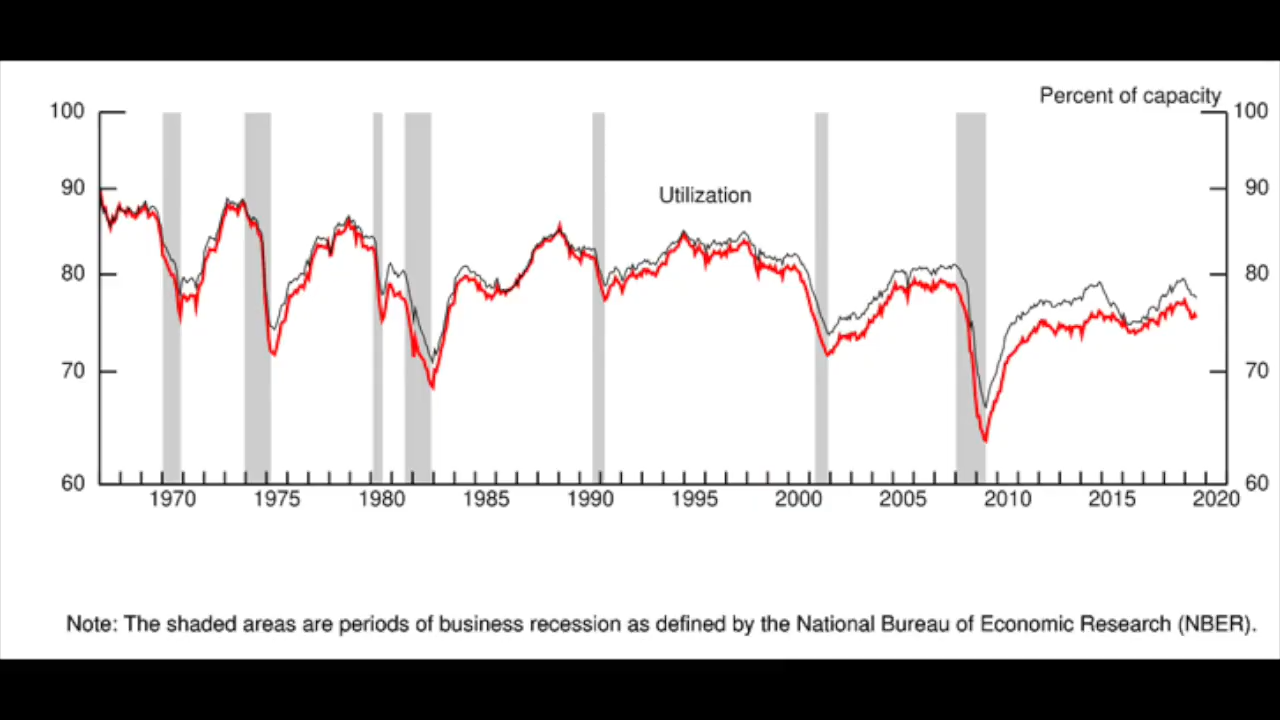 Percent of capacity
100 100
90 90
Utilization
80 80
70 70
60 60
1970 1975 1980 1985 1990 1995 2000 2005 2010 2015 2020
Note: The shaded areas are periods of business recession as defined by the National Bureau of Economic Research (NBER).